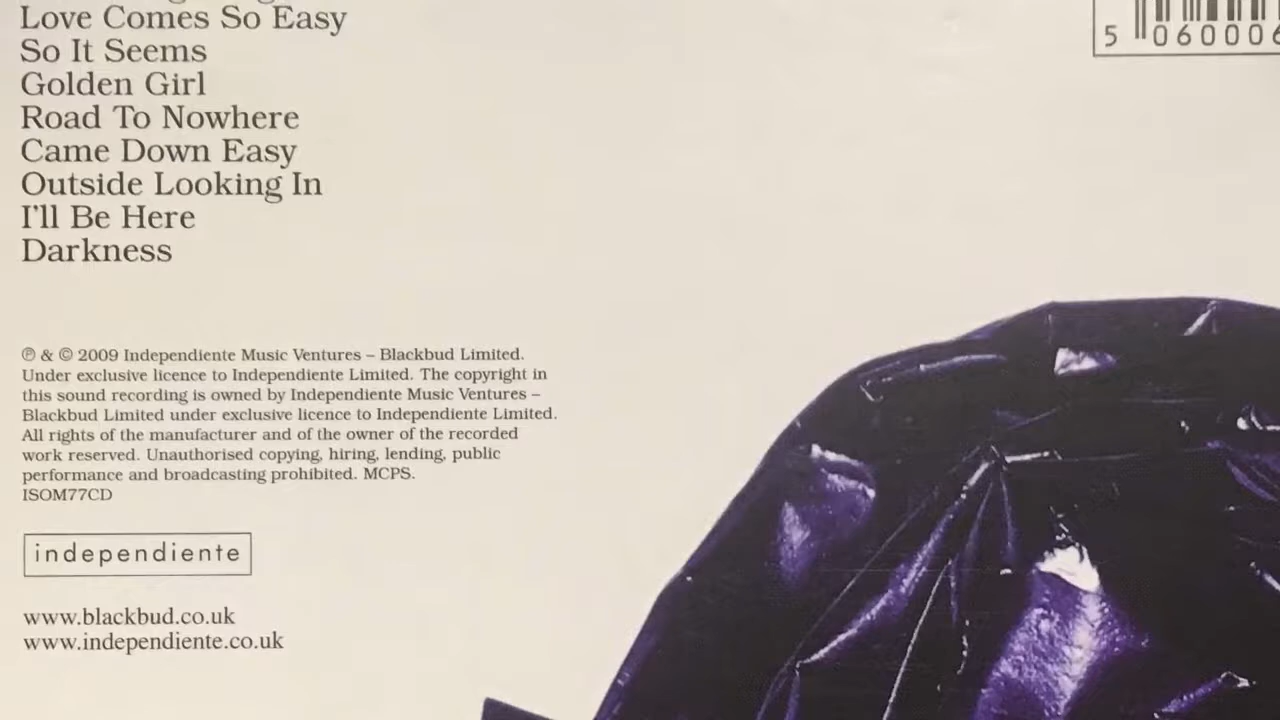 Love Comes So Easy
So It Seems
Golden Girl
Road To Nowhere
Came Down Easy
Outside Looking In
I'll Be Here
Darkness
5 060006
℗ & © 2009 Independiente Music Ventures – Blackbud Limited.
Under exclusive licence to Independiente Limited. The copyright in
this sound recording is owned by Independiente Music Ventures –
Blackbud Limited under exclusive licence to Independiente Limited.
All rights of the manufacturer and of the owner of the recorded
work reserved. Unauthorised copying, hiring, lending, public
performance and broadcasting prohibited. MCPS.
ISOM77CD
independiente
www.blackbud.co.uk
www.independiente.co.uk